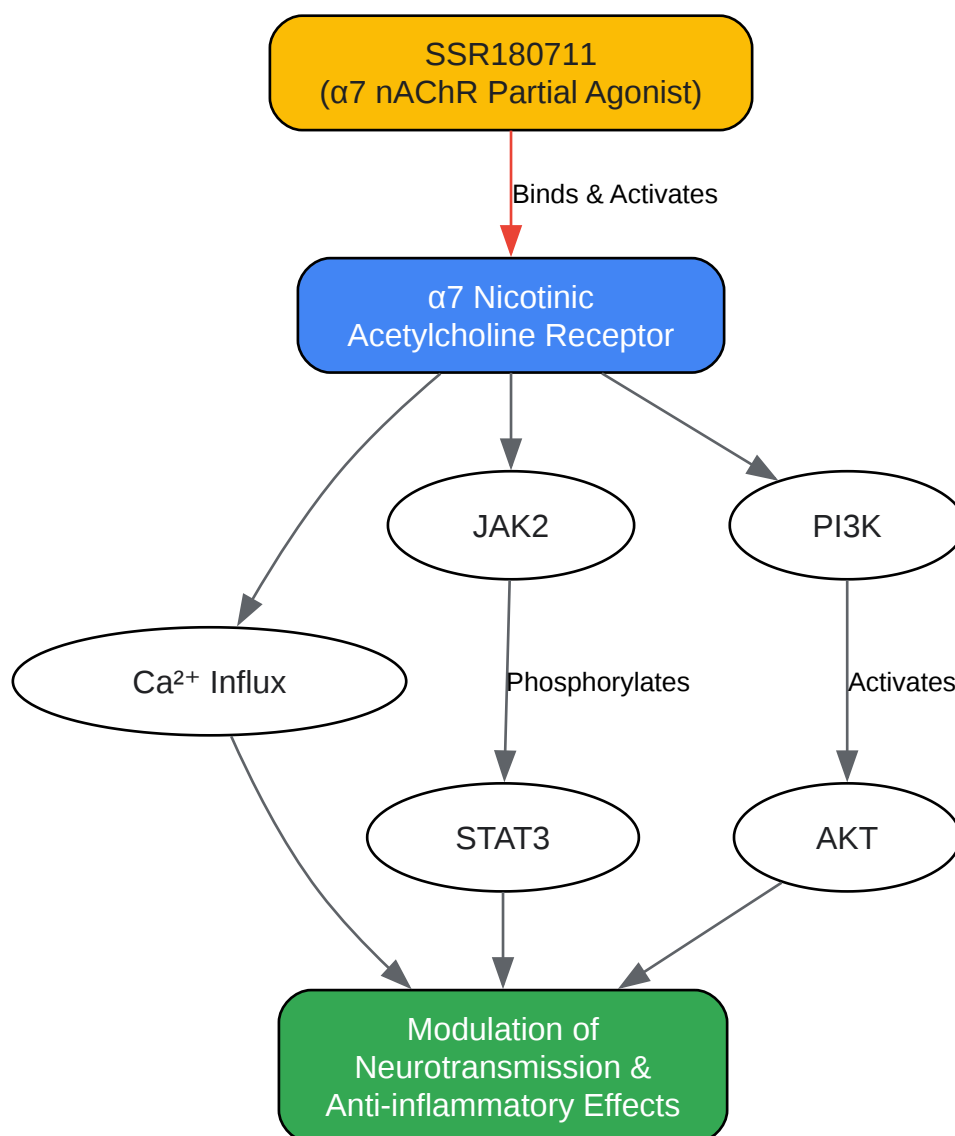 SSR180711
(α7 nAChR Partial Agonist)
Binds & Activates
α7 Nicotinic
Acetylcholine Receptor
JAK2
PI3K
Ca²⁺ Influx
Phosphorylates
Activates
STAT3
AKT
Modulation of
Neurotransmission &
Anti-inflammatory Effects